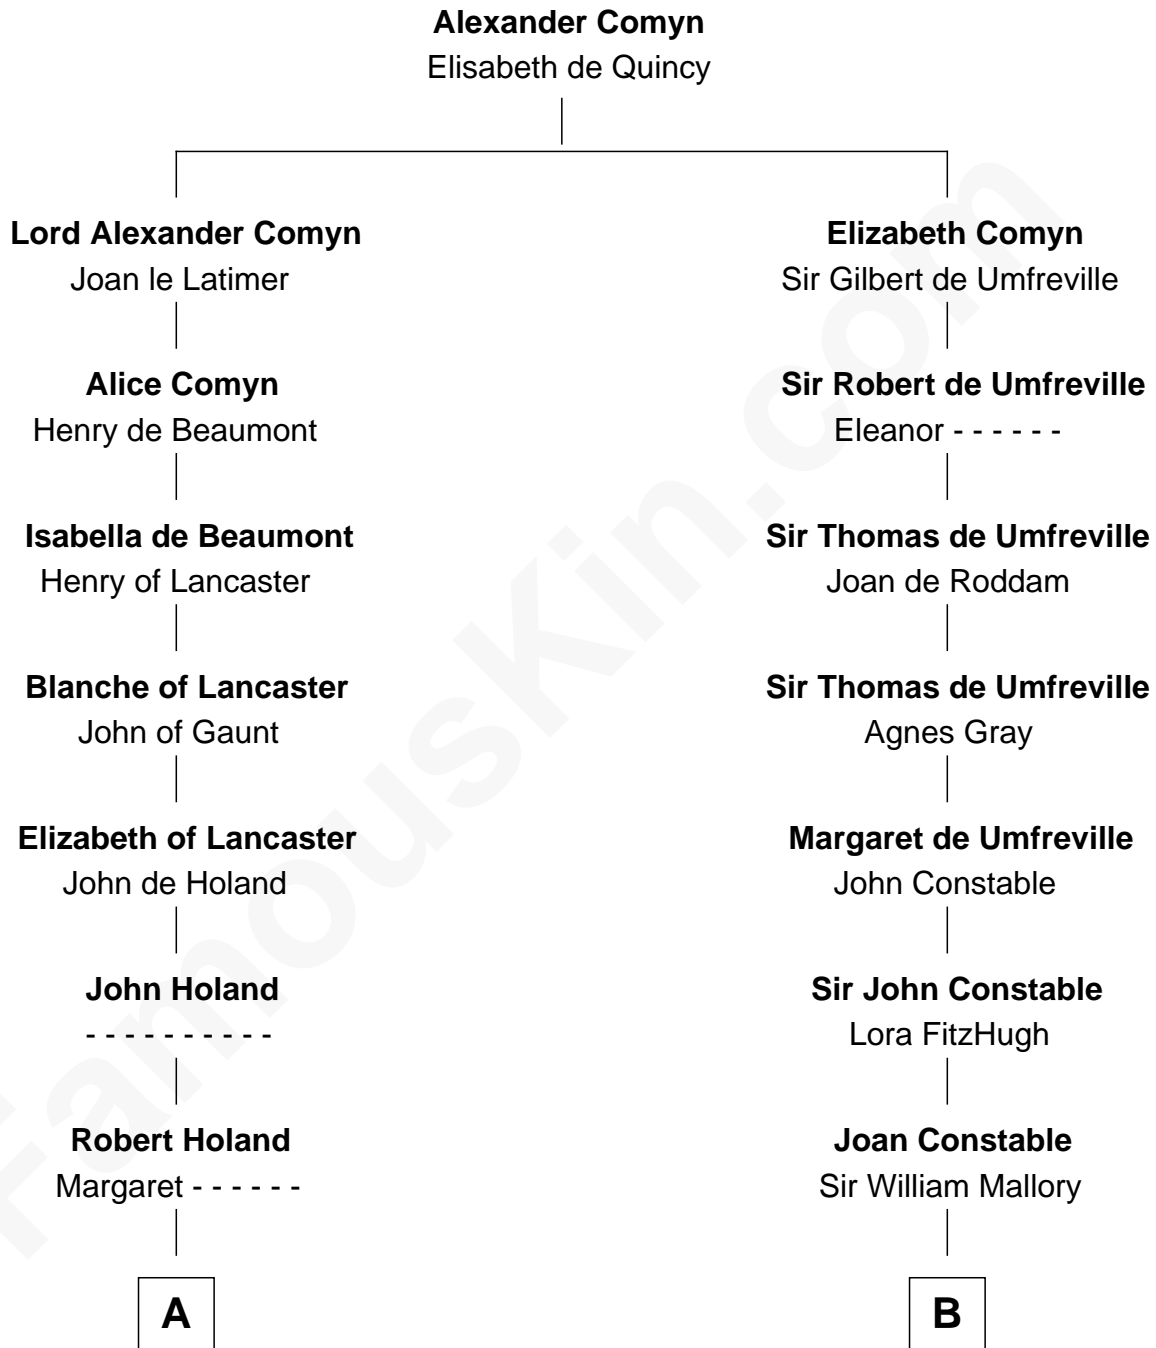 Alexander Comyn
Elisabeth de Quincy
Lord Alexander Comyn
Joan le Latimer
Elizabeth Comyn
Sir Gilbert de Umfreville
Alice Comyn
Henry de Beaumont
Sir Robert de Umfreville
Eleanor - - - - - -
Isabella de Beaumont
Henry of Lancaster
Sir Thomas de Umfreville
Joan de Roddam
Blanche of Lancaster
John of Gaunt
Sir Thomas de Umfreville
Agnes Gray
Elizabeth of Lancaster
John de Holand
Margaret de Umfreville
John Constable
John Holand
- - - - - - - - - -
Sir John Constable
Lora FitzHugh
Robert Holand
Margaret - - - - - -
Joan Constable
Sir William Mallory
A
B
FamousKin.com